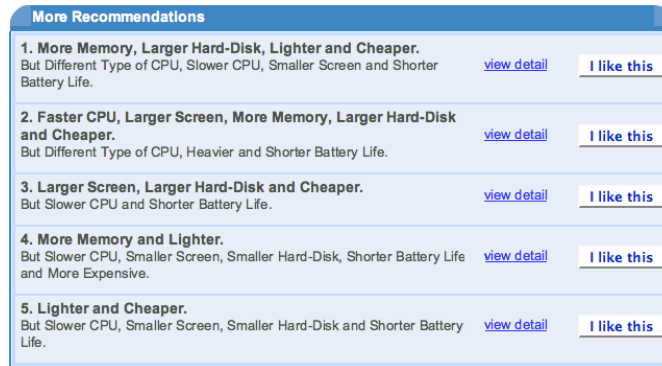 More Recommendations
1. More Memory, Larger Hard-Disk, Lighter and Cheaper.
But Different Type of CPU, Slower CPU, Smaller Screen and Shorter
Battery Life.
view detail
I like this
2. Faster CPU, Larger Screen, More Memory, Larger Hard-Disk
and Cheaper.
But Different Type of CPU, Heavier and Shorter Battery Life.
view detail
I like this
3. Larger Screen, Larger Hard-Disk and Cheaper.
But Slower CPU and Shorter Battery Life.
view detail
I like this
4. More Memory and Lighter.
But Slower CPU, Smaller Screen, Smaller Hard-Disk, Shorter Battery Life
and More Expensive.
view detail
I like this
5. Lighter and Cheaper.
But Slower CPU, Smaller Screen, Smaller Hard-Disk and Shorter Battery
Life.
view detail
I like this